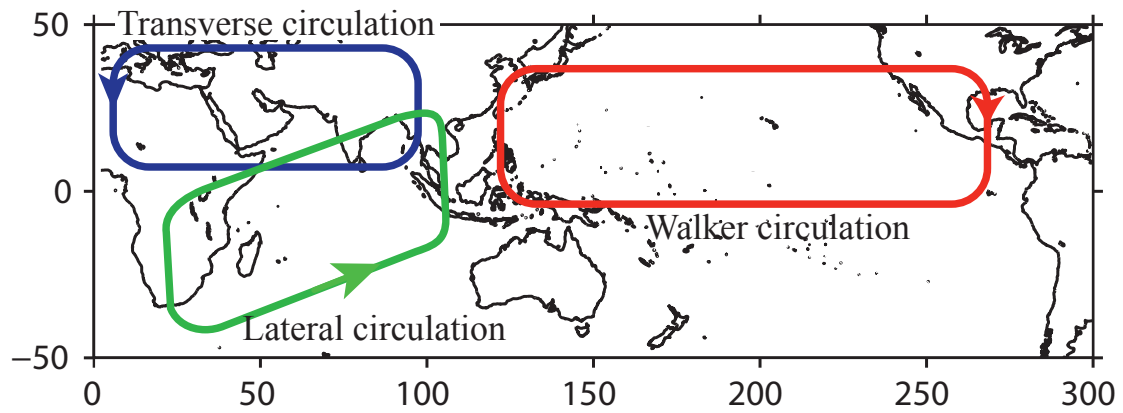 Transverse circulation
50
0
Walker circulation
Lateral circulation
−50
0 50 100 150 200 250 300